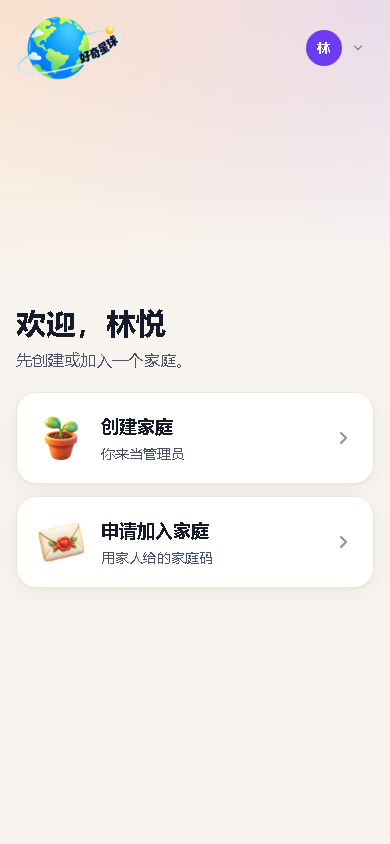 好奇星球
林
欢迎，林悦
先创建或加入一个家庭。
创建家庭
你来当管理员
申请加入家庭
用家人给的家庭码